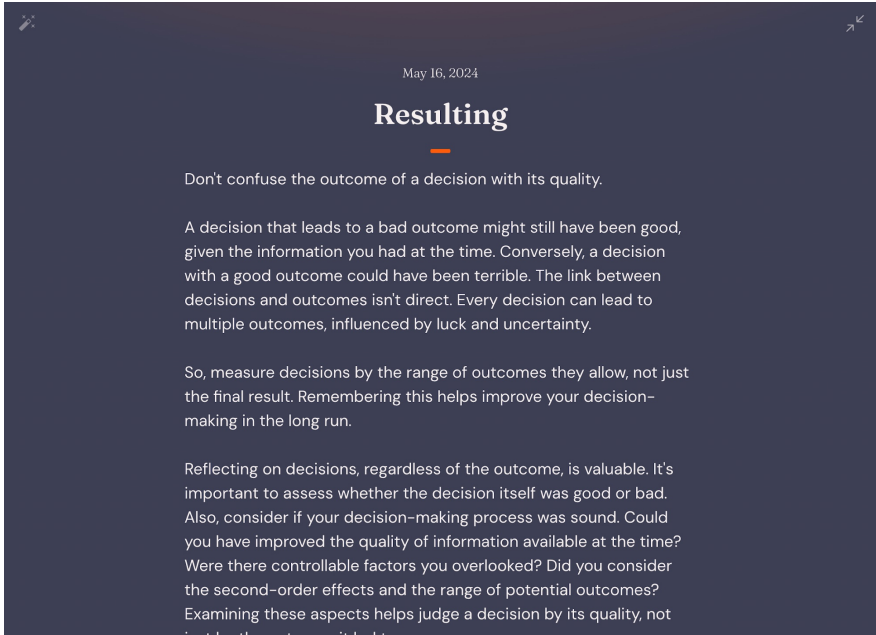 May 16, 2024
Resulting
Don't confuse the outcome of a decision with its quality.
A decision that leads to a bad outcome might still have been good,
given the information you had at the time. Conversely, a decision
with a good outcome could have been terrible. The link between
decisions and outcomes isn't direct. Every decision can lead to
multiple outcomes, influenced by luck and uncertainty.
So, measure decisions by the range of outcomes they allow, not just
the final result. Remembering this helps improve your decision-
making in the long run.
Reflecting on decisions, regardless of the outcome, is valuable. It's
important to assess whether the decision itself was good or bad.
Also, consider if your decision-making process was sound. Could
you have improved the quality of information available at the time?
Were there controllable factors you overlooked? Did you consider
the second-order effects and the range of potential outcomes?
Examining these aspects helps judge a decision by its quality, not